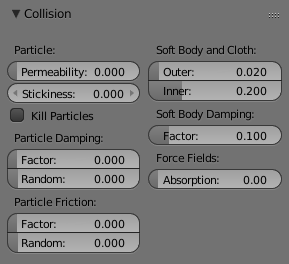 Collision
Particle:
Permeability: 0.000
Stickiness: 0.000
Kill Particles
Particle Damping:
Factor: 0.000
Random: 0.000
Particle Friction:
Factor: 0.000
Random: 0.000
Soft Body and Cloth:
Outer: 0.020
Inner: 0.200
Soft Body Damping:
Factor: 0.100
Force Fields:
Absorption: 0.00